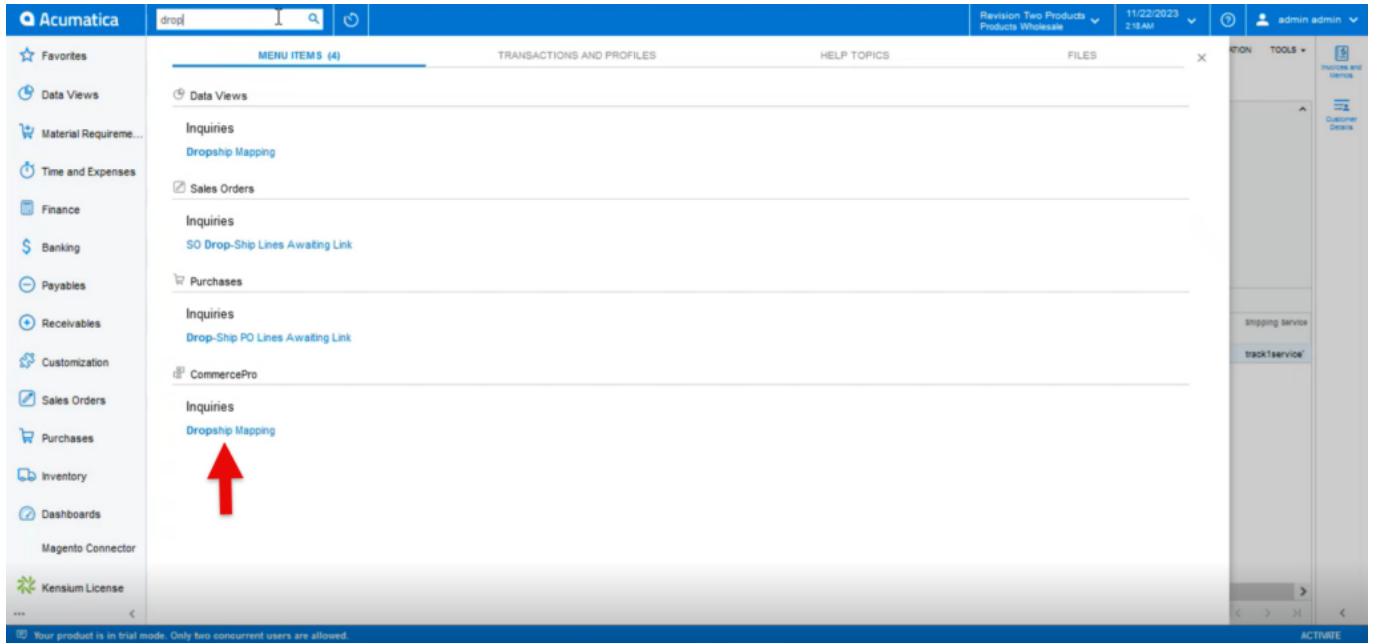 Acumatica
drop
Revision Two Products
Products Wholesale
11/22/2023
2:18 AM
admin admin
Favorites
Data Views
Material Requireme...
Time and Expenses
Finance
Banking
Payables
Receivables
Customization
Sales Orders
Purchases
Inventory
Dashboards
Magento Connector
Kensium License
MENU ITEMS (4)
TRANSACTIONS AND PROFILES
HELP TOPICS
FILES
Data Views
Inquiries
Dropship Mapping
Sales Orders
Inquiries
SO Drop-Ship Lines Awaiting Link
Purchases
Inquiries
Drop-Ship PO Lines Awaiting Link
CommercePro
Inquiries
Dropship Mapping
TOOLS
Invoices and
Memos
Customer
Details
Shipping Service
track1service'
Your product is in trial mode. Only two concurrent users are allowed.
ACTIVATE